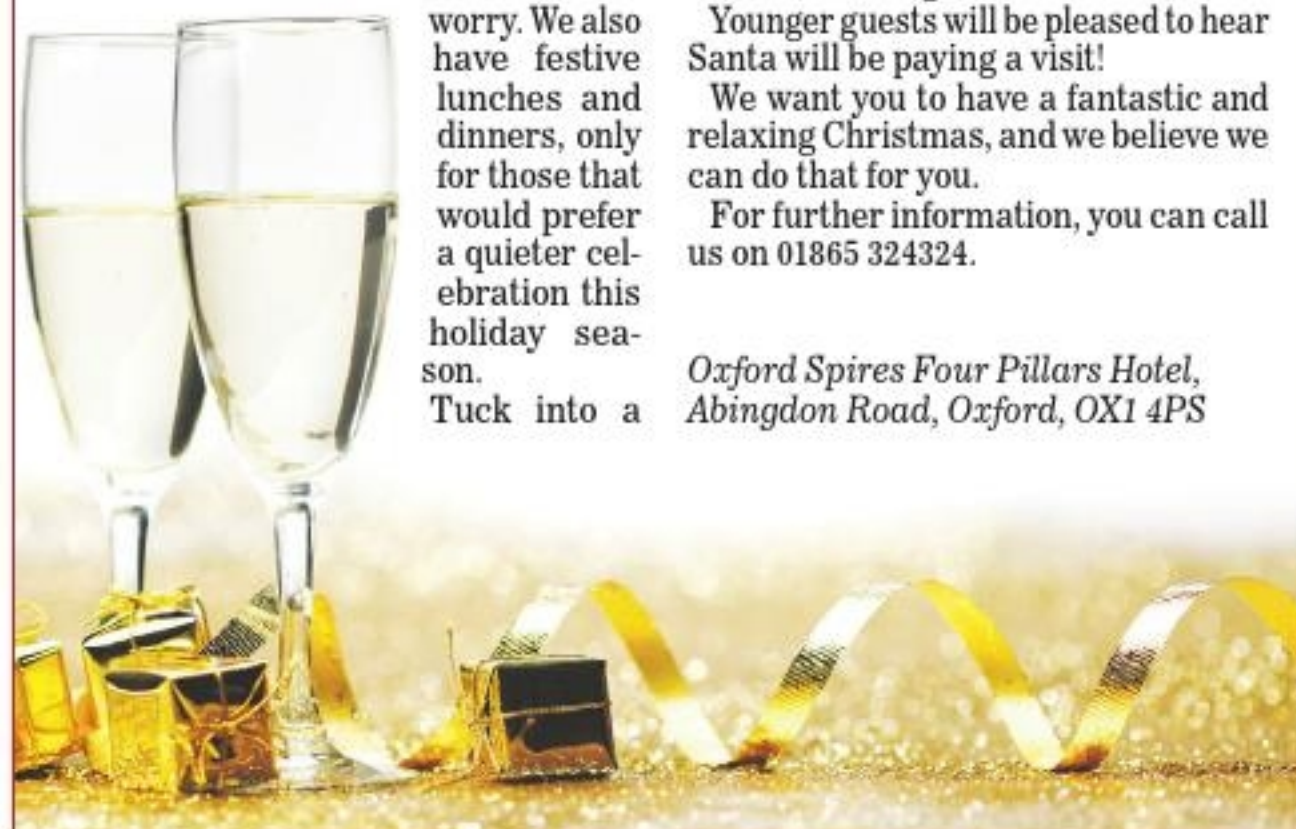 worry. We also
have festive
lunches and
dinners, only
for those that
would prefer
a quieter cel-
ebration this
holiday sea-
son.
Tuck into a
Younger guests will be pleased to hear
Santa will be paying a visit!
We want you to have a fantastic and
relaxing Christmas, and we believe we
can do that for you.
For further information, you can call
us on 01865 324324.
Oxford Spires Four Pillars Hotel,
Abingdon Road, Oxford, OX1 4PS